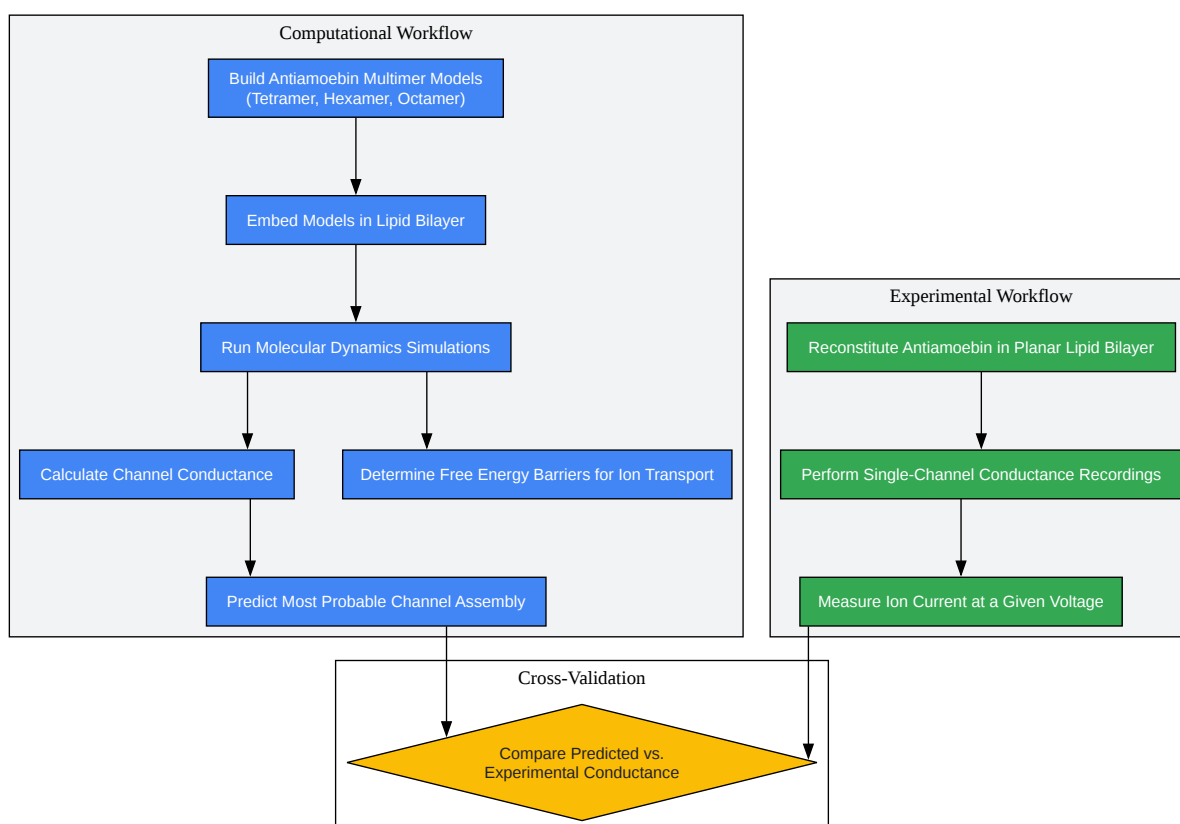 Computational Workflow
Build Antiamoebin Multimer Models
(Tetramer, Hexamer, Octamer)
Embed Models in Lipid Bilayer
Run Molecular Dynamics Simulations
Calculate Channel Conductance
Determine Free Energy Barriers for Ion Transport
Predict Most Probable Channel Assembly
Experimental Workflow
Reconstitute Antiamoebin in Planar Lipid Bilayer
Perform Single-Channel Conductance Recordings
Measure Ion Current at a Given Voltage
Cross-Validation
Compare Predicted vs.
Experimental Conductance